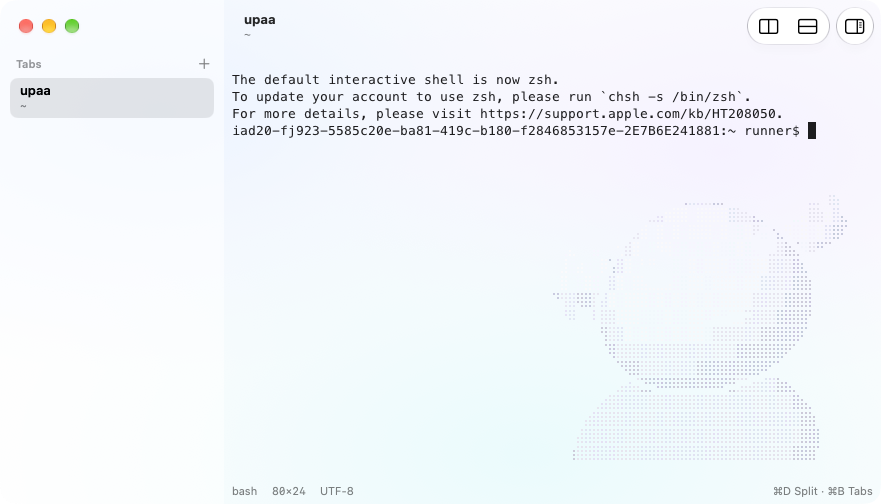 upaa
~
Tabs
upaa
~
The default interactive shell is now zsh.
To update your account to use zsh, please run `chsh -s /bin/zsh`.
For more details, please visit https://support.apple.com/kb/HT208050.
iad20-fj923-5585c20e-ba81-419c-b180-f2846853157e-2E7B6E241881:~ runner$
bash 80×24 UTF-8
⌘D Split · ⌘B Tabs